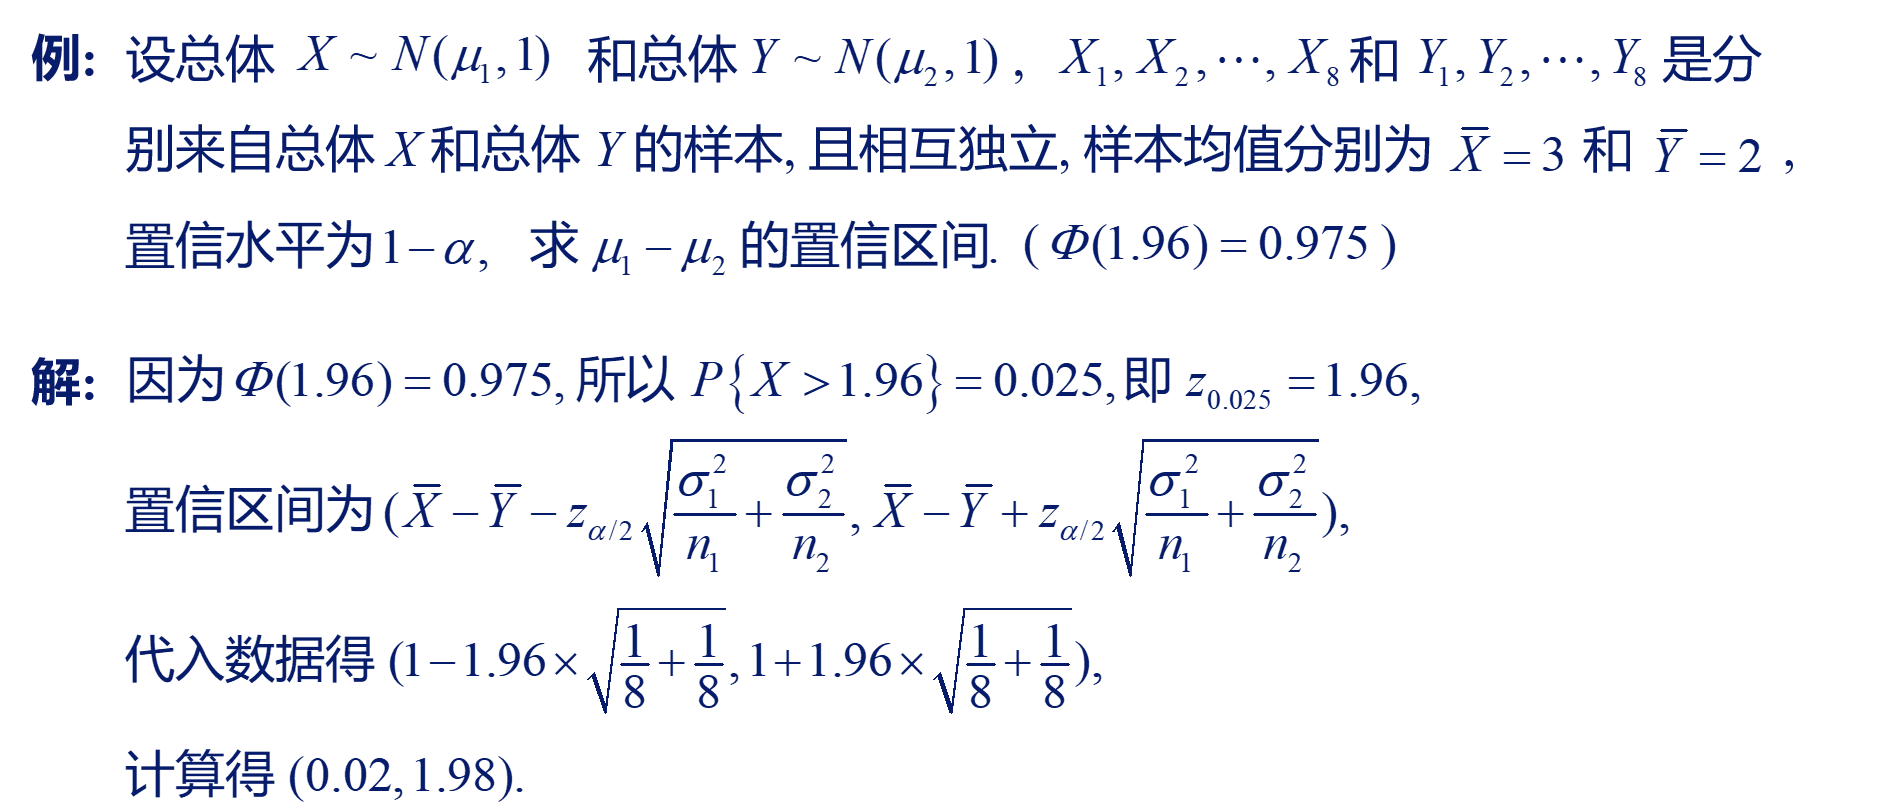 例: 设总体 X ~ N(μ₁,1) 和总体 Y ~ N(μ₂,1) , X₁, X₂, ⋯, X₈ 和 Y₁, Y₂, ⋯, Y₈ 是分
别来自总体 X 和总体 Y 的样本, 且相互独立, 样本均值分别为 X̄ = 3 和 Ȳ = 2 ,
置信水平为 1−α, 求 μ₁ − μ₂ 的置信区间. ( Φ(1.96) = 0.975 )
解: 因为 Φ(1.96) = 0.975, 所以 P{X > 1.96} = 0.025, 即 z₀.₀₂₅ = 1.96,
置信区间为 (X̄ − Ȳ − z_{α/2}√(σ₁²/n₁ + σ₂²/n₂), X̄ − Ȳ + z_{α/2}√(σ₁²/n₁ + σ₂²/n₂)),
代入数据得 (1−1.96×√(1/8 + 1/8), 1+1.96×√(1/8 + 1/8)),
计算得 (0.02, 1.98).